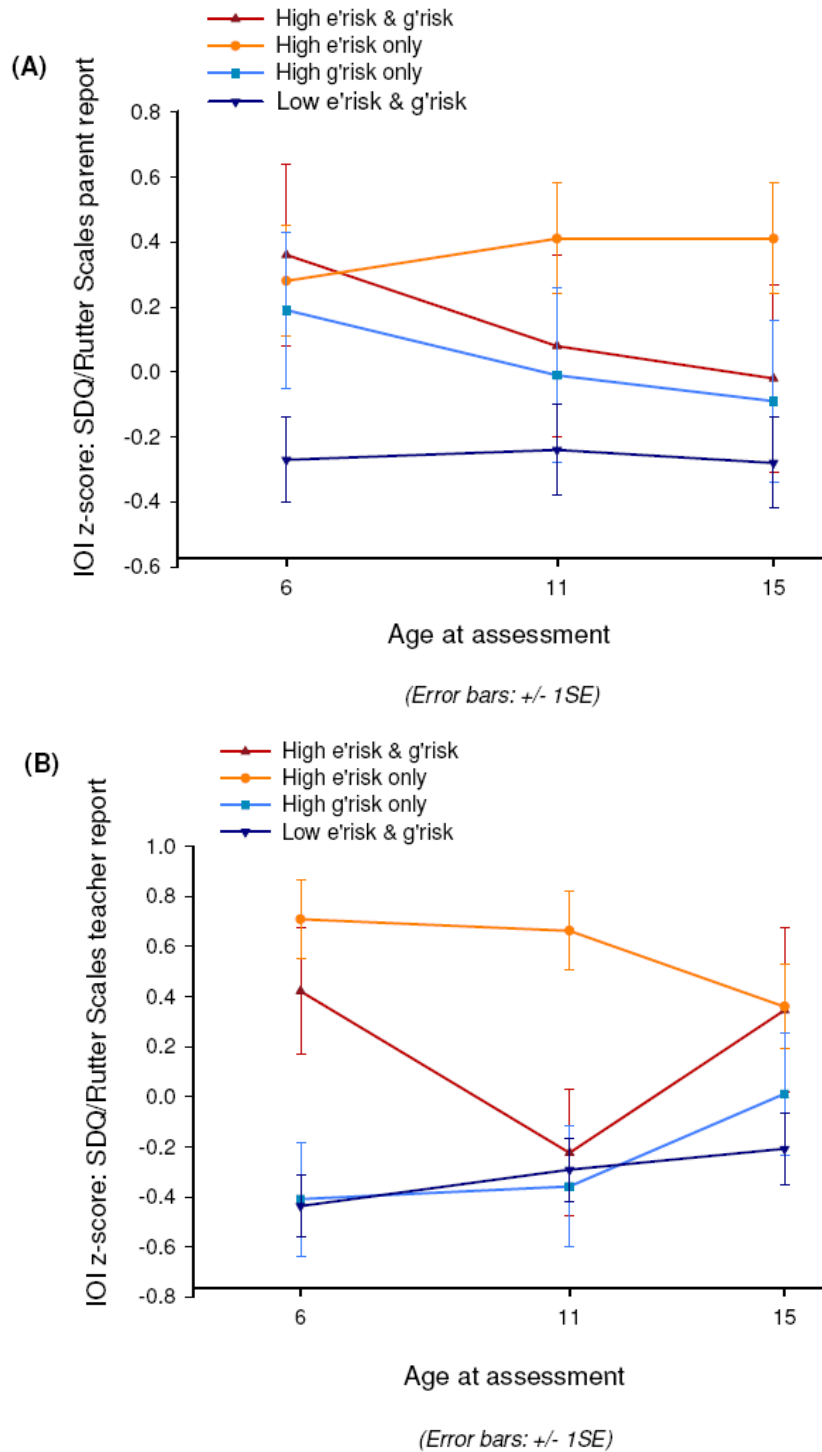 (A)
High e'risk & g'risk
High e'risk only
High g'risk only
Low e'risk & g'risk
IOI z-score: SDQ/Rutter Scales parent report
0.8
0.6
0.4
0.2
0.0
-0.2
-0.4
-0.6
6 11 15
Age at assessment
(Error bars: +/- 1SE)
(B)
High e'risk & g'risk
High e'risk only
High g'risk only
Low e'risk & g'risk
IOI z-score: SDQ/Rutter Scales teacher report
1.0
0.8
0.6
0.4
0.2
0.0
-0.2
-0.4
-0.6
-0.8
6 11 15
Age at assessment
(Error bars: +/- 1SE)